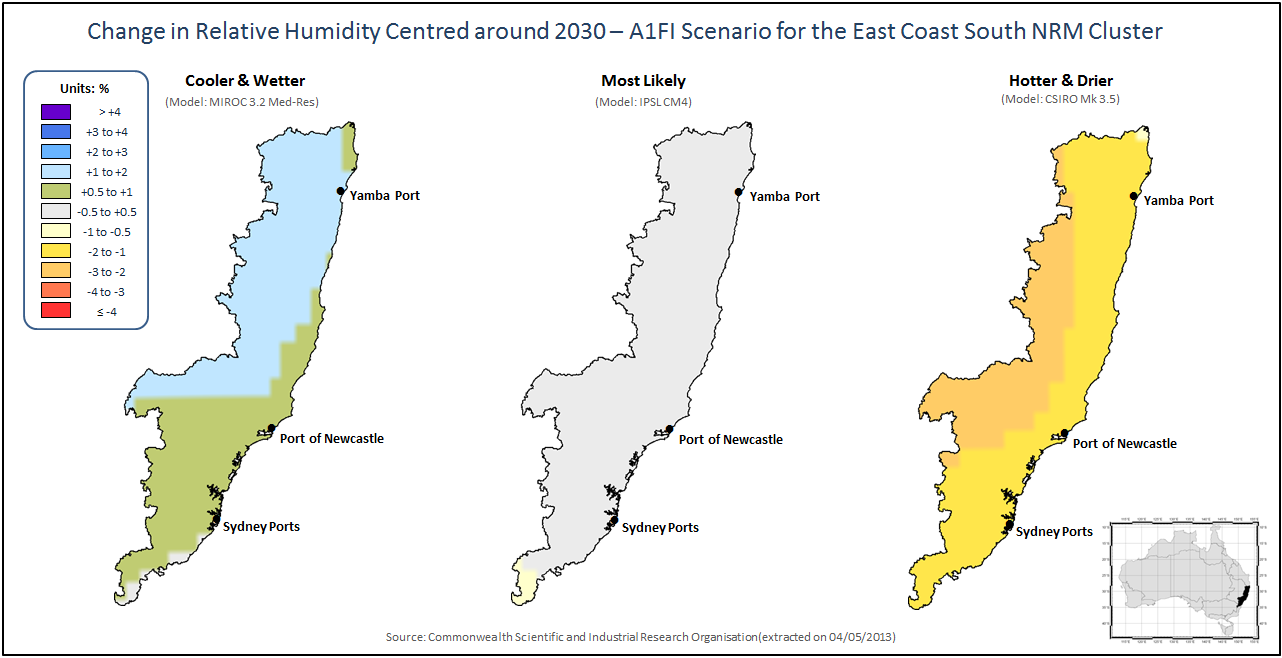 Change in Relative Humidity Centred around 2030 – A1FI Scenario for the East Coast South NRM Cluster
Units: %
> +4
+3 to +4
+2 to +3
+1 to +2
+0.5 to +1
-0.5 to +0.5
-1 to -0.5
-2 to -1
-3 to -2
-4 to -3
≤ -4
Cooler & Wetter
(Model: MIROC 3.2 Med-Res)
Yamba Port
Port of Newcastle
Sydney Ports
Most Likely
(Model: IPSL CM4)
Yamba Port
Port of Newcastle
Sydney Ports
Hotter & Drier
(Model: CSIRO Mk 3.5)
Yamba Port
Port of Newcastle
Sydney Ports
Source: Commonwealth Scientific and Industrial Research Organisation(extracted on 04/05/2013)